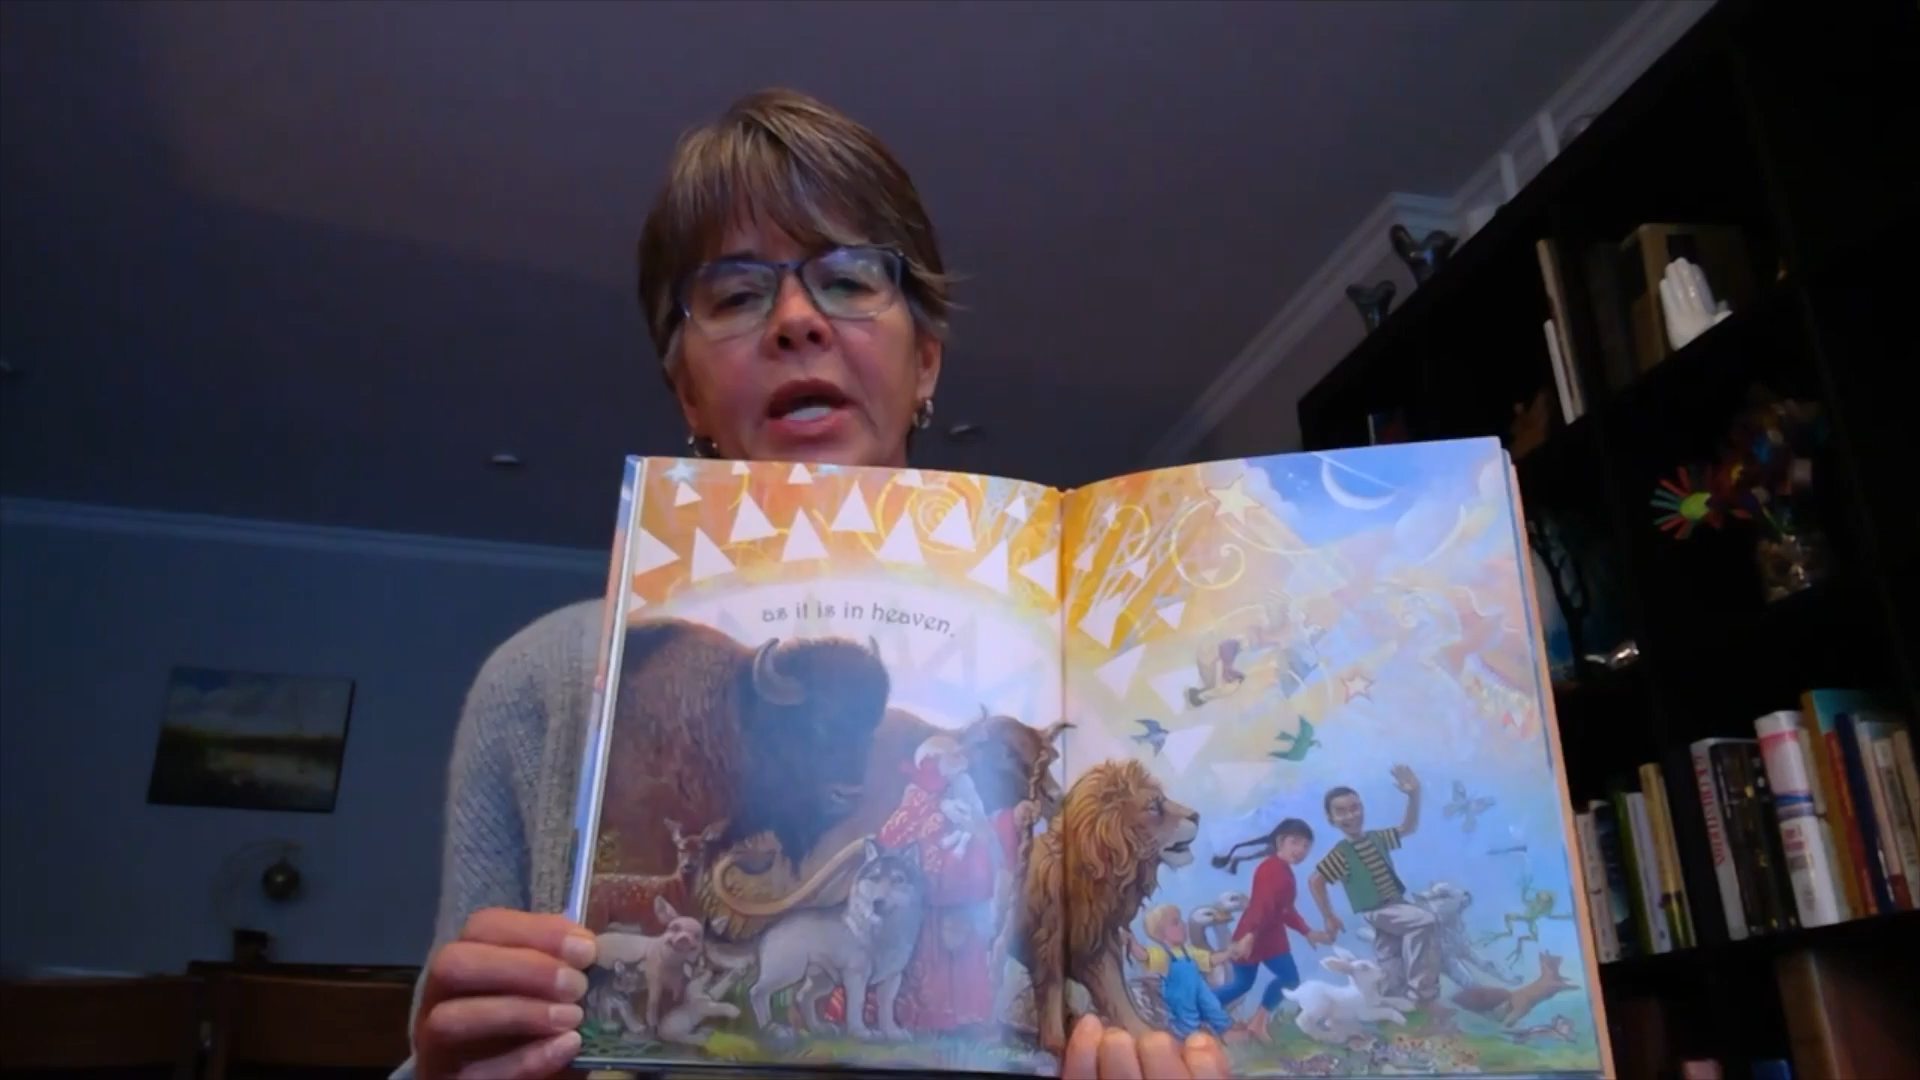 as it is in heaven.